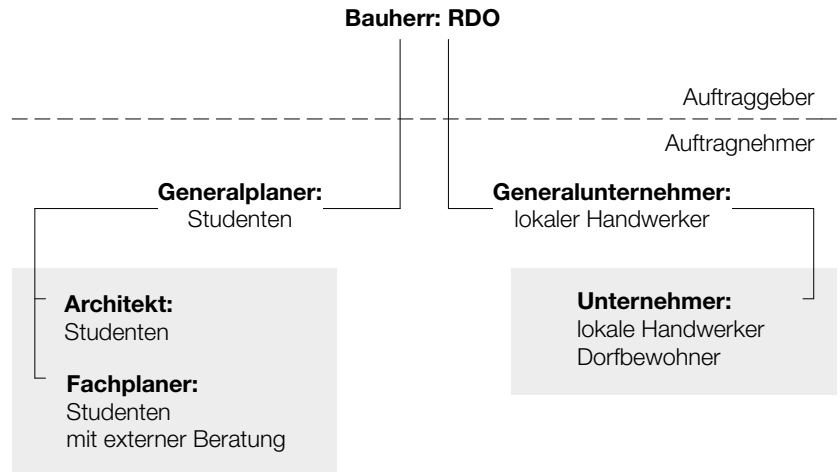 Bauherr: RDO
Auftraggeber
Auftragnehmer
Generalplaner:
Studenten
Generalunternehmer:
lokaler Handwerker
Architekt:
Studenten
Fachplaner:
Studenten
mit externer Beratung
Unternehmer:
lokale Handwerker
Dorfbewohner